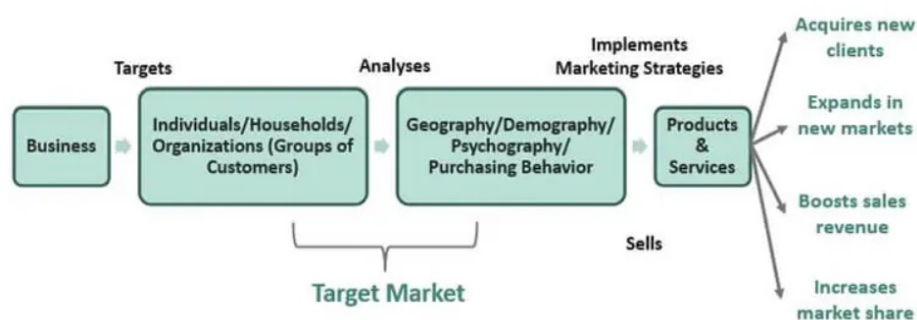 Targets
Analyses
Implements
Marketing Strategies
Business
Individuals/Households/
Organizations (Groups of
Customers)
Geography/Demography/
Psychography/
Purchasing Behavior
Products
&
Services
Acquires new
clients
Expands in
new markets
Boosts sales
revenue
Increases
market share
Sells
Target Market